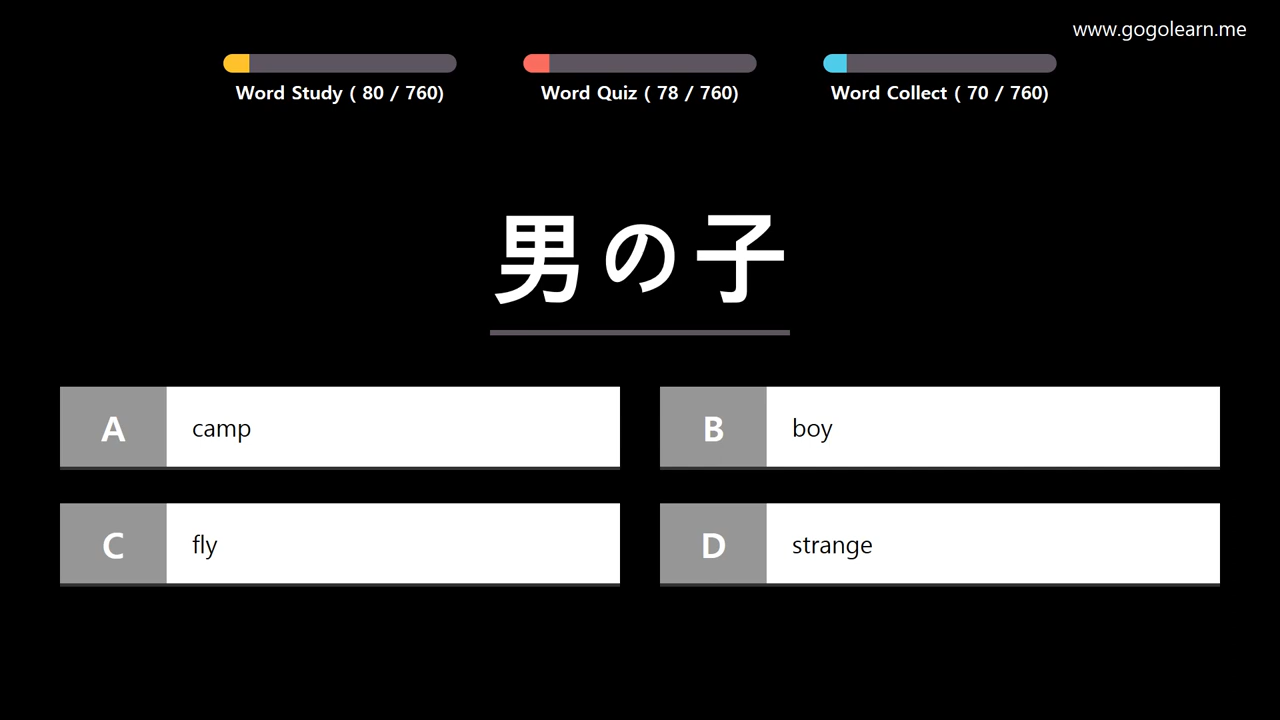 www.gogolearn.me
Word Study ( 80 / 760)
Word Quiz ( 78 / 760)
Word Collect ( 70 / 760)
男の子
A camp
B boy
C fly
D strange